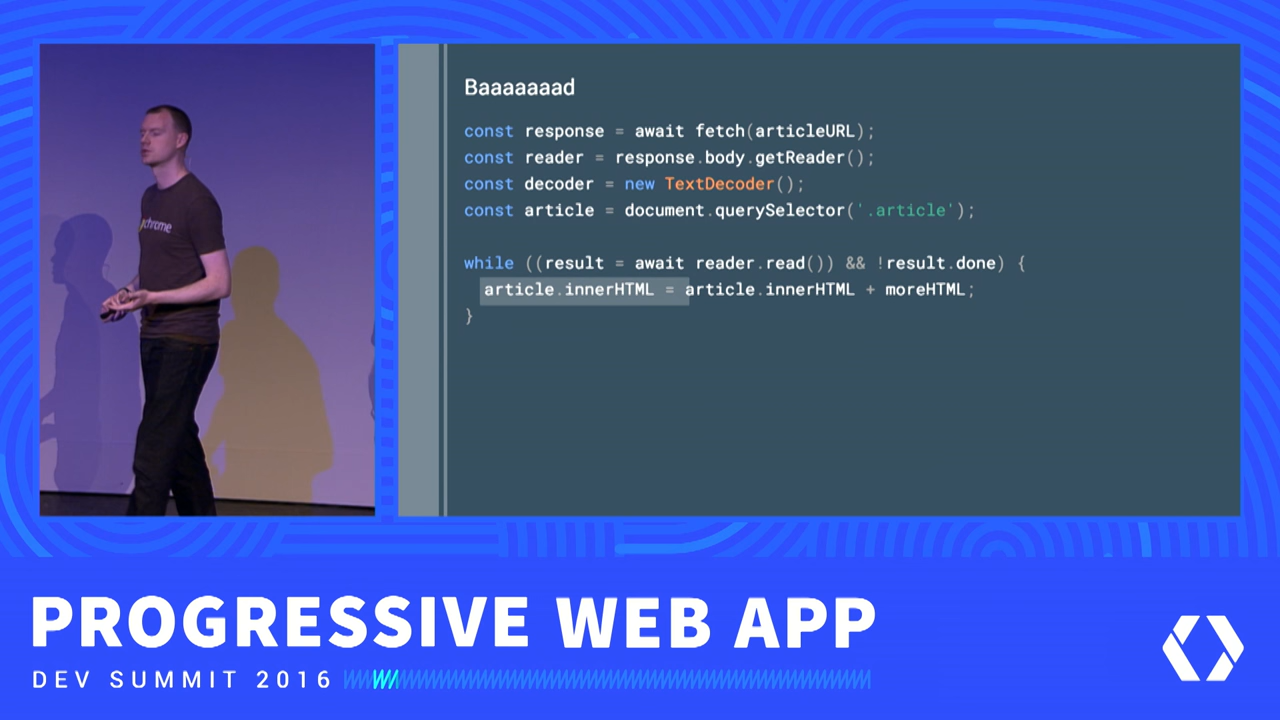 chrome
Baaaaaaad
const response = await fetch(articleURL);
const reader = response.body.getReader();
const decoder = new TextDecoder();
const article = document.querySelector('.article');
while ((result = await reader.read()) && !result.done) {
article.innerHTML = article.innerHTML + moreHTML;
}
PROGRESSIVE WEB APP
DEV SUMMIT 2016